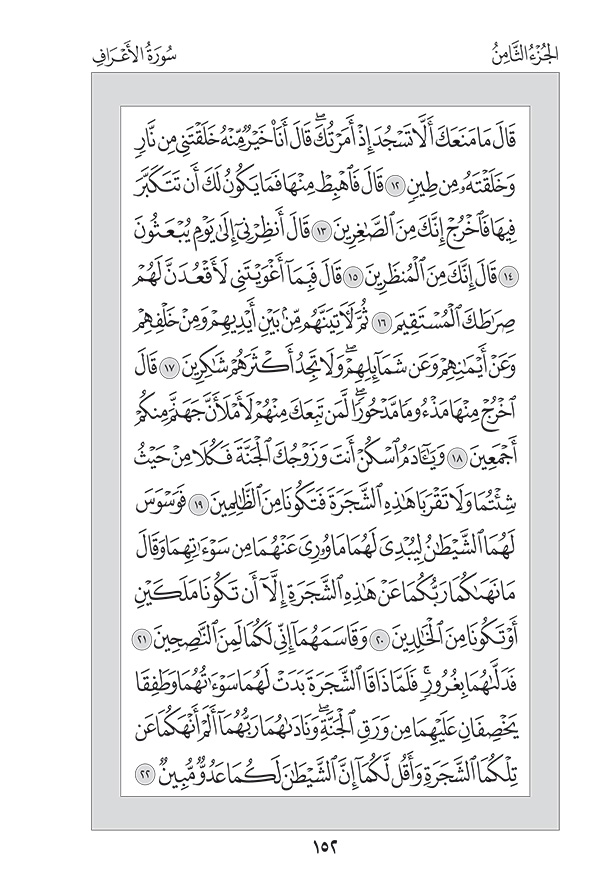 الجُزْءُ الثَّامِنُ
سُورَةُ الأَعْرَافِ
قَالَ مَا مَنَعَكَ أَلَّا تَسْجُدَ إِذْ أَمَرْتُكَ ۖ قَالَ أَنَا۠ خَيْرٌ مِّنْهُ خَلَقْتَنِى مِن نَّارٍ
وَخَلَقْتَهُۥ مِن طِينٍ ١٢ قَالَ فَٱهْبِطْ مِنْهَا فَمَا يَكُونُ لَكَ أَن تَتَكَبَّرَ
فِيهَا فَٱخْرُجْ إِنَّكَ مِنَ ٱلصَّـٰغِرِينَ ١٣ قَالَ أَنظِرْنِىٓ إِلَىٰ يَوْمِ يُبْعَثُونَ
١٤ قَالَ إِنَّكَ مِنَ ٱلْمُنظَرِينَ ١٥ قَالَ فَبِمَآ أَغْوَيْتَنِى لَأَقْعُدَنَّ لَهُمْ
صِرَٰطَكَ ٱلْمُسْتَقِيمَ ١٦ ثُمَّ لَـَٔاتِيَنَّهُم مِّنۢ بَيْنِ أَيْدِيهِمْ وَمِنْ خَلْفِهِمْ
وَعَنْ أَيْمَـٰنِهِمْ وَعَن شَمَآئِلِهِمْ ۖ وَلَا تَجِدُ أَكْثَرَهُمْ شَـٰكِرِينَ ١٧ قَالَ
ٱخْرُجْ مِنْهَا مَذْءُومًا مَّدْحُورًا ۖ لَّمَن تَبِعَكَ مِنْهُمْ لَأَمْلَأَنَّ جَهَنَّمَ مِنكُمْ
أَجْمَعِينَ ١٨ وَيَـٰٓـَٔادَمُ ٱسْكُنْ أَنتَ وَزَوْجُكَ ٱلْجَنَّةَ فَكُلَا مِنْ حَيْثُ
شِئْتُمَا وَلَا تَقْرَبَا هَـٰذِهِ ٱلشَّجَرَةَ فَتَكُونَا مِنَ ٱلظَّـٰلِمِينَ ١٩ فَوَسْوَسَ
لَهُمَا ٱلشَّيْطَـٰنُ لِيُبْدِىَ لَهُمَا مَا وُۥرِىَ عَنْهُمَا مِن سَوْءَٰتِهِمَا وَقَالَ
مَا نَهَىٰكُمَا رَبُّكُمَا عَنْ هَـٰذِهِ ٱلشَّجَرَةِ إِلَّآ أَن تَكُونَا مَلَكَيْنِ
أَوْ تَكُونَا مِنَ ٱلْخَـٰلِدِينَ ٢٠ وَقَاسَمَهُمَآ إِنِّى لَكُمَا لَمِنَ ٱلنَّـٰصِحِينَ ٢١
فَدَلَّىٰهُمَا بِغُرُورٍ ۚ فَلَمَّا ذَاقَا ٱلشَّجَرَةَ بَدَتْ لَهُمَا سَوْءَٰتُهُمَا وَطَفِقَا
يَخْصِفَانِ عَلَيْهِمَا مِن وَرَقِ ٱلْجَنَّةِ ۖ وَنَادَىٰهُمَا رَبُّهُمَآ أَلَمْ أَنْهَكُمَا عَن
تِلْكُمَا ٱلشَّجَرَةِ وَأَقُل لَّكُمَآ إِنَّ ٱلشَّيْطَـٰنَ لَكُمَا عَدُوٌّ مُّبِينٌ ٢٢
١٥٢